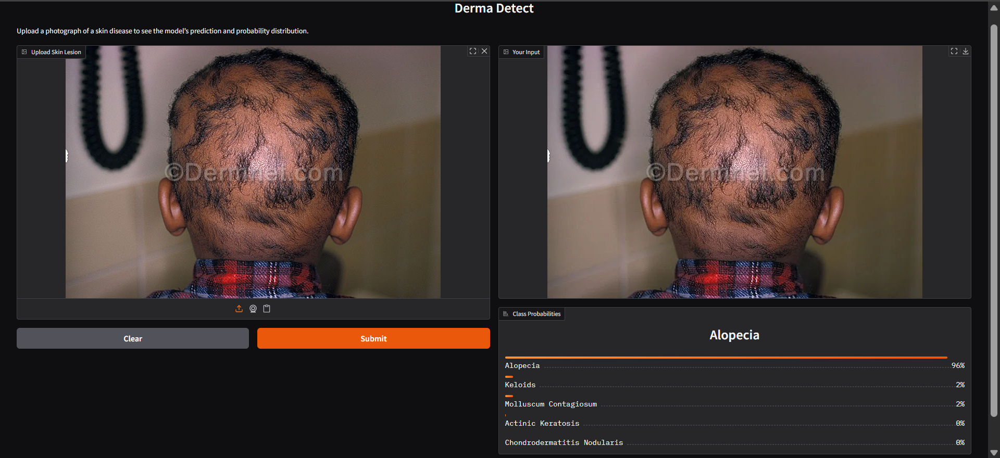 Derma Detect
Upload a photograph of a skin disease to see the model’s prediction and probability distribution.
Upload Skin Lesion
©Dermnet.com
Clear
Submit
Your Input
©Dermnet.com
Class Probabilities
Alopecia
Alopecia 96%
Keloids 2%
Molluscum Contagiosum 2%
Actinic Keratosis 0%
Chondrodermatitis Nodularis 0%